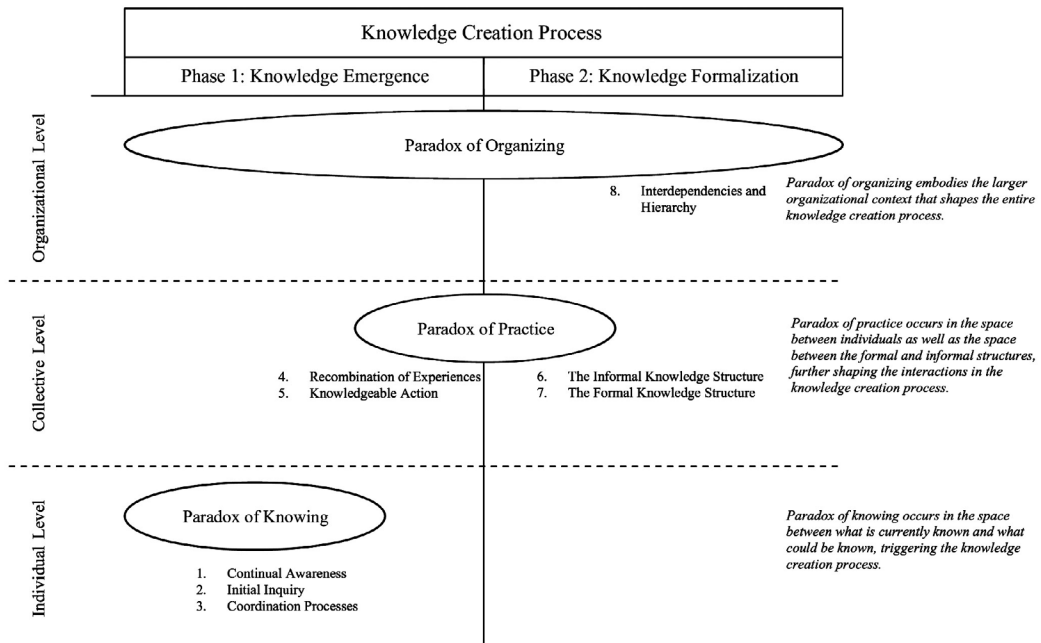 Knowledge Creation Process
Phase 1: Knowledge Emergence
Phase 2: Knowledge Formalization
Organizational Level
Paradox of Organizing
8. Interdependencies and
Hierarchy
Paradox of organizing embodies the larger
organizational context that shapes the entire
knowledge creation process.
Collective Level
Paradox of Practice
4. Recombination of Experiences
5. Knowledgeable Action
6. The Informal Knowledge Structure
7. The Formal Knowledge Structure
Paradox of practice occurs in the space
between individuals as well as the space
between the formal and informal structures,
further shaping the interactions in the
knowledge creation process.
Individual Level
Paradox of Knowing
1. Continual Awareness
2. Initial Inquiry
3. Coordination Processes
Paradox of knowing occurs in the space
between what is currently known and what
could be known, triggering the knowledge
creation process.